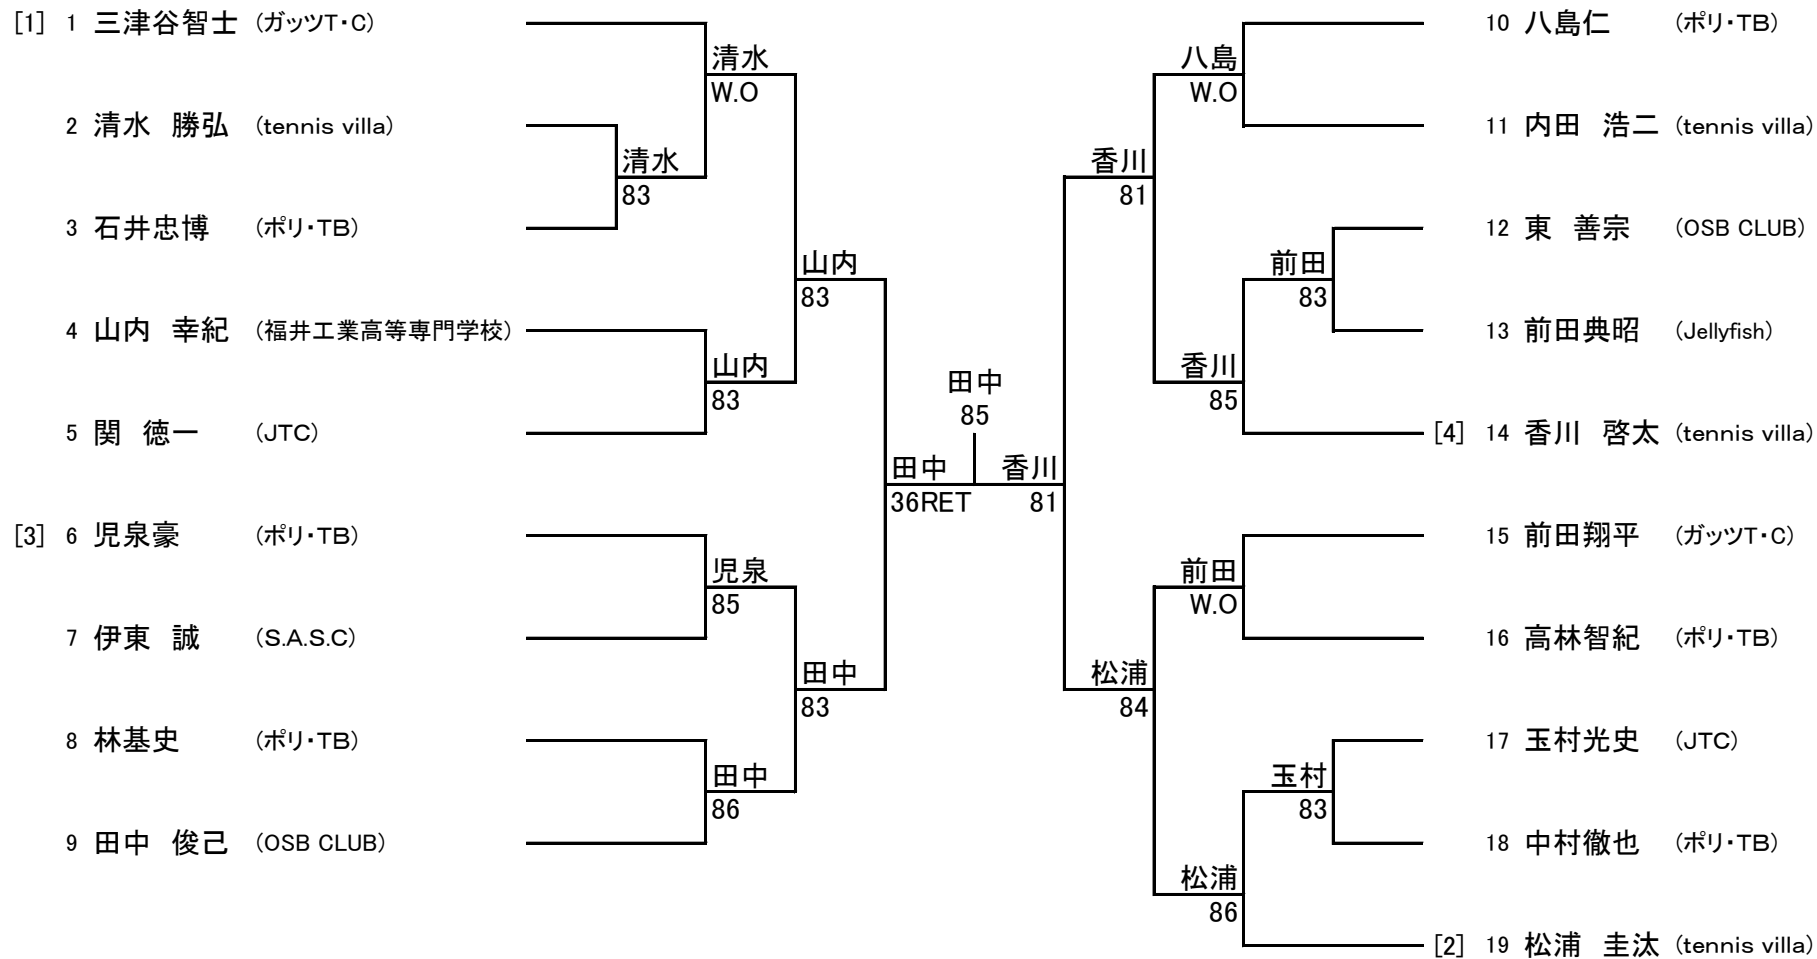 [1] 1 三津谷智士 (ガッツT・C)
2 清水 勝弘 (tennis villa)
3 石井忠博 (ポリ・TB)
4 山内 幸紀 (福井工業高等専門学校)
5 関 徳一 (JTC)
[3] 6 児泉豪 (ポリ・TB)
7 伊東 誠 (S.A.S.C)
8 林基史 (ポリ・TB)
9 田中 俊己 (OSB CLUB)
清水
83
清水
W.O
山内
83
児泉
85
田中
86
山内
83
田中
83
田中
36RET
田中
85
香川
81
香川
81
松浦
84
八島
W.O
香川
85
前田
W.O
松浦
86
前田
83
玉村
83
10 八島仁 (ポリ・TB)
11 内田 浩二 (tennis villa)
12 東 善宗 (OSB CLUB)
13 前田典昭 (Jellyfish)
[4] 14 香川 啓太 (tennis villa)
15 前田翔平 (ガッツT・C)
16 高林智紀 (ポリ・TB)
17 玉村光史 (JTC)
18 中村徹也 (ポリ・TB)
[2] 19 松浦 圭汰 (tennis villa)